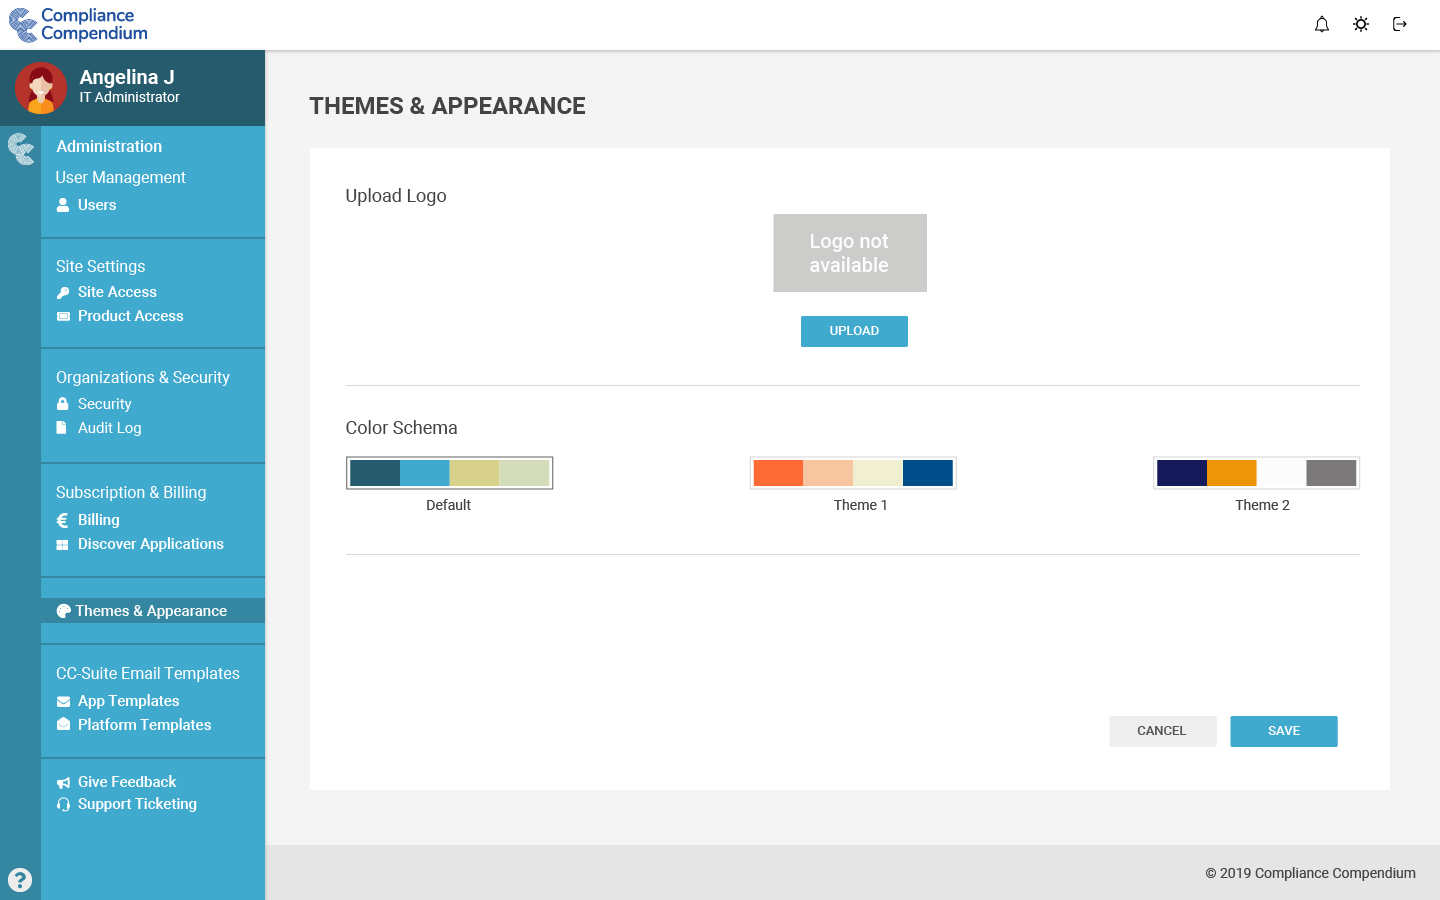 Compliance
Compendium
Angelina J
IT Administrator
Administration
User Management
Users
Site Settings
Site Access
Product Access
Organizations & Security
Security
Audit Log
Subscription & Billing
Billing
Discover Applications
Themes & Appearance
CC-Suite Email Templates
App Templates
Platform Templates
Give Feedback
Support Ticketing
?
THEMES & APPEARANCE
Upload Logo
Logo not
available
UPLOAD
Color Schema
Default
Theme 1
Theme 2
CANCEL
SAVE
© 2019 Compliance Compendium